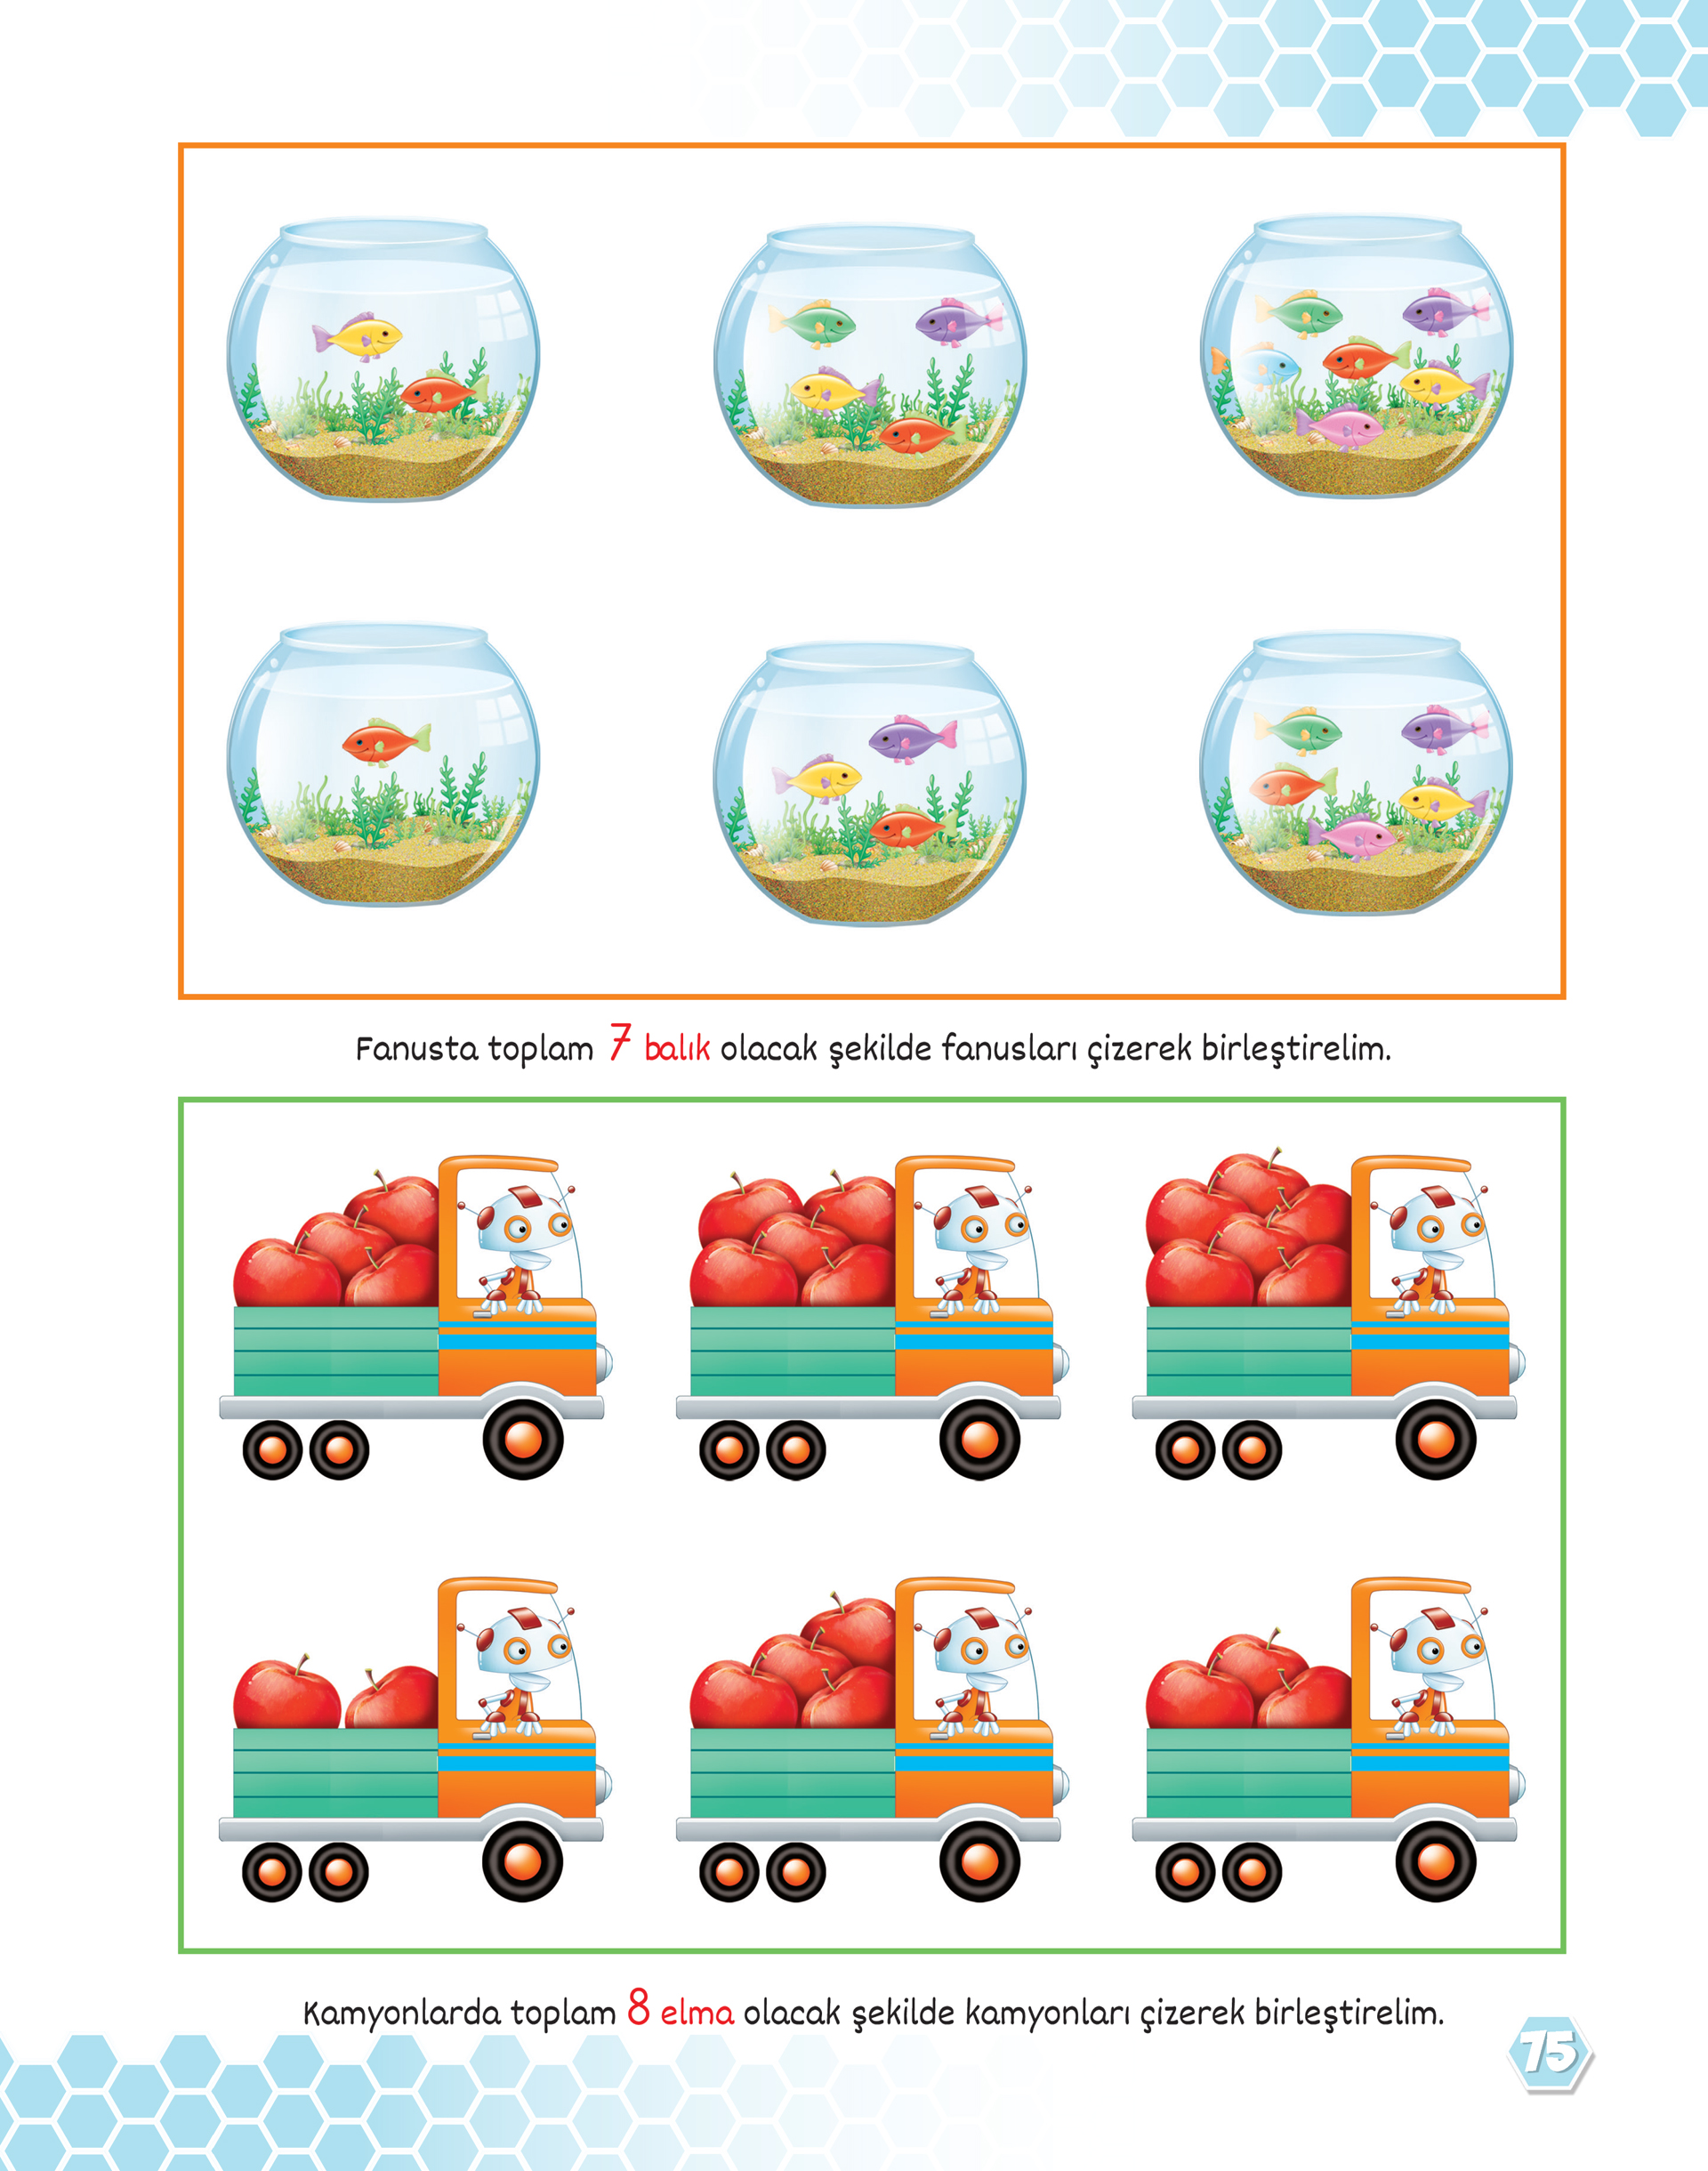 Fanusta toplam 7 balık olacak şekilde fanusları çizerek birleştirelim.
Kamyonlarda toplam 8 elma olacak şekilde kamyonları çizerek birleştirelim.
75